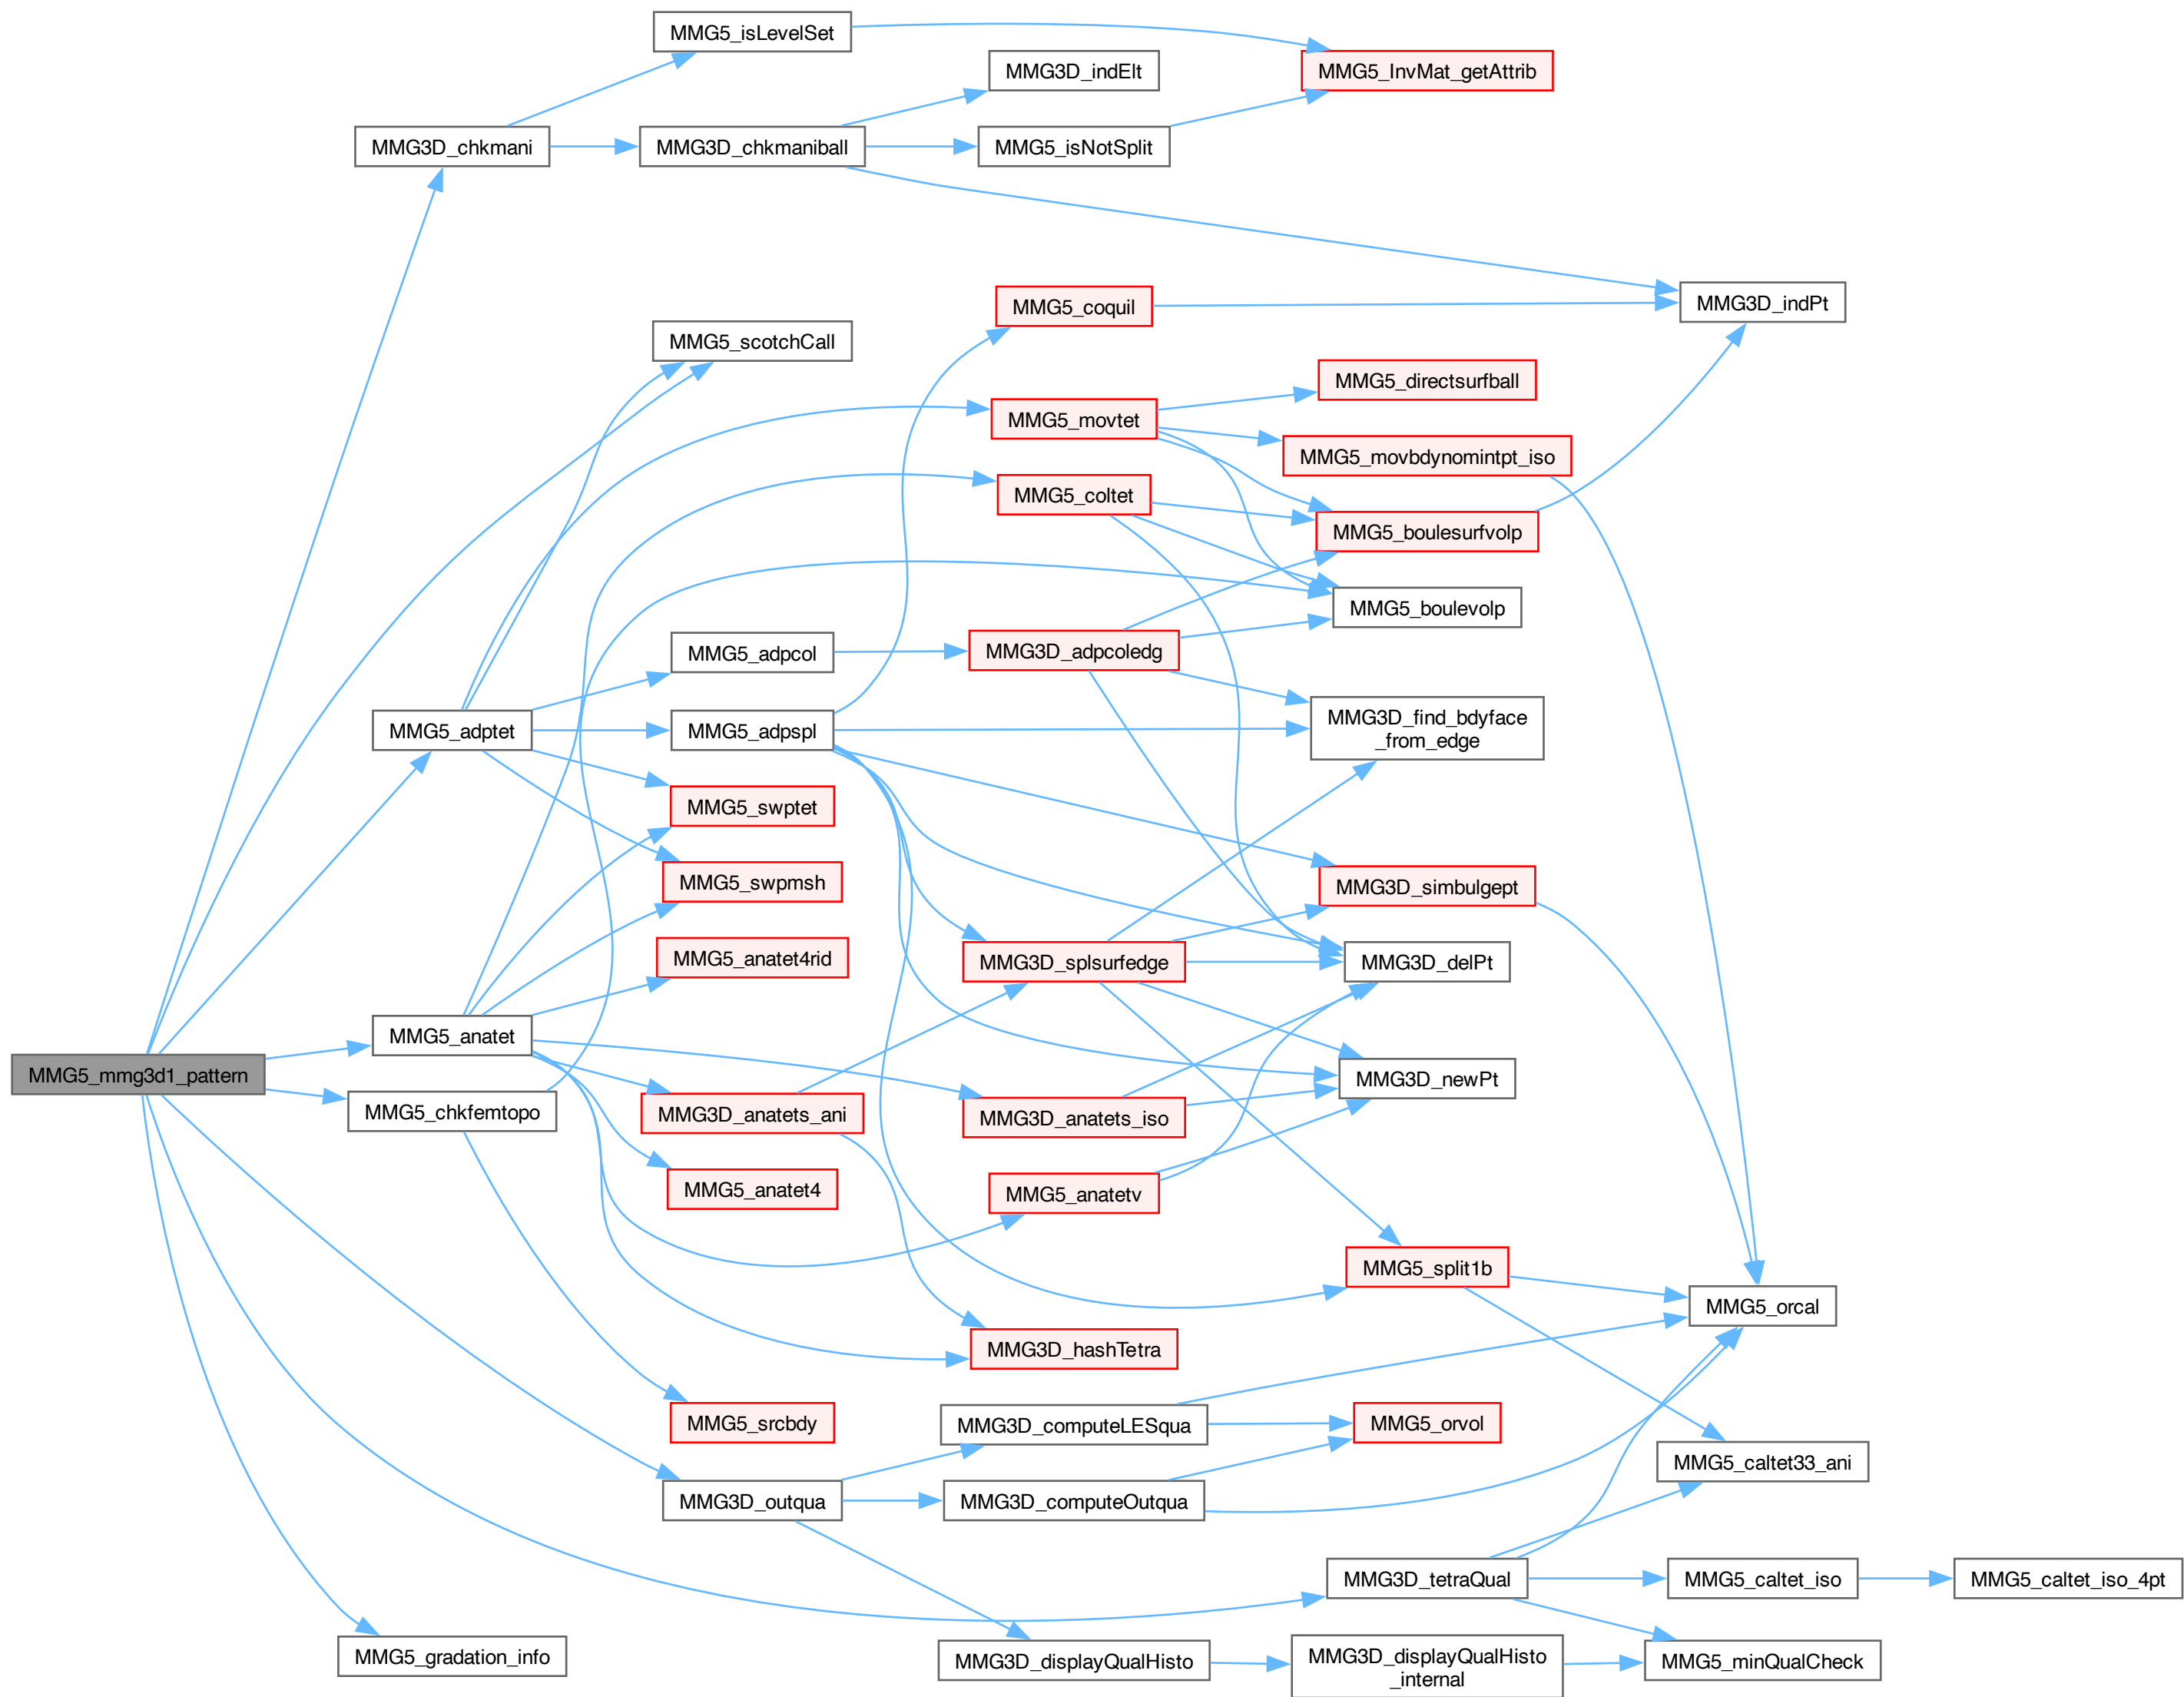 MMG5_isLevelSet
MMG3D_indElt
MMG5_InvMat_getAttrib
MMG3D_chkmani
MMG3D_chkmaniball
MMG5_isNotSplit
MMG5_coquil
MMG3D_indPt
MMG5_scotchCall
MMG5_directsurfball
MMG5_movtet
MMG5_movbdynomintpt_iso
MMG5_coltet
MMG5_boulesurfvolp
MMG5_boulevolp
MMG5_adpcol
MMG3D_adpcoledg
MMG5_adptet
MMG5_adpspl
MMG3D_find_bdyface
_from_edge
MMG5_swptet
MMG5_swpmsh
MMG3D_simbulgept
MMG5_anatet4rid
MMG3D_splsurfedge
MMG3D_delPt
MMG5_anatet
MMG5_mmg3d1_pattern
MMG3D_newPt
MMG5_chkfemtopo
MMG3D_anatets_ani
MMG3D_anatets_iso
MMG5_anatet4
MMG5_anatetv
MMG5_split1b
MMG5_orcal
MMG3D_hashTetra
MMG5_srcbdy
MMG3D_computeLESqua
MMG5_orvol
MMG5_caltet33_ani
MMG3D_outqua
MMG3D_computeOutqua
MMG3D_tetraQual
MMG5_caltet_iso
MMG5_caltet_iso_4pt
MMG5_gradation_info
MMG3D_displayQualHisto
MMG3D_displayQualHisto
_internal
MMG5_minQualCheck